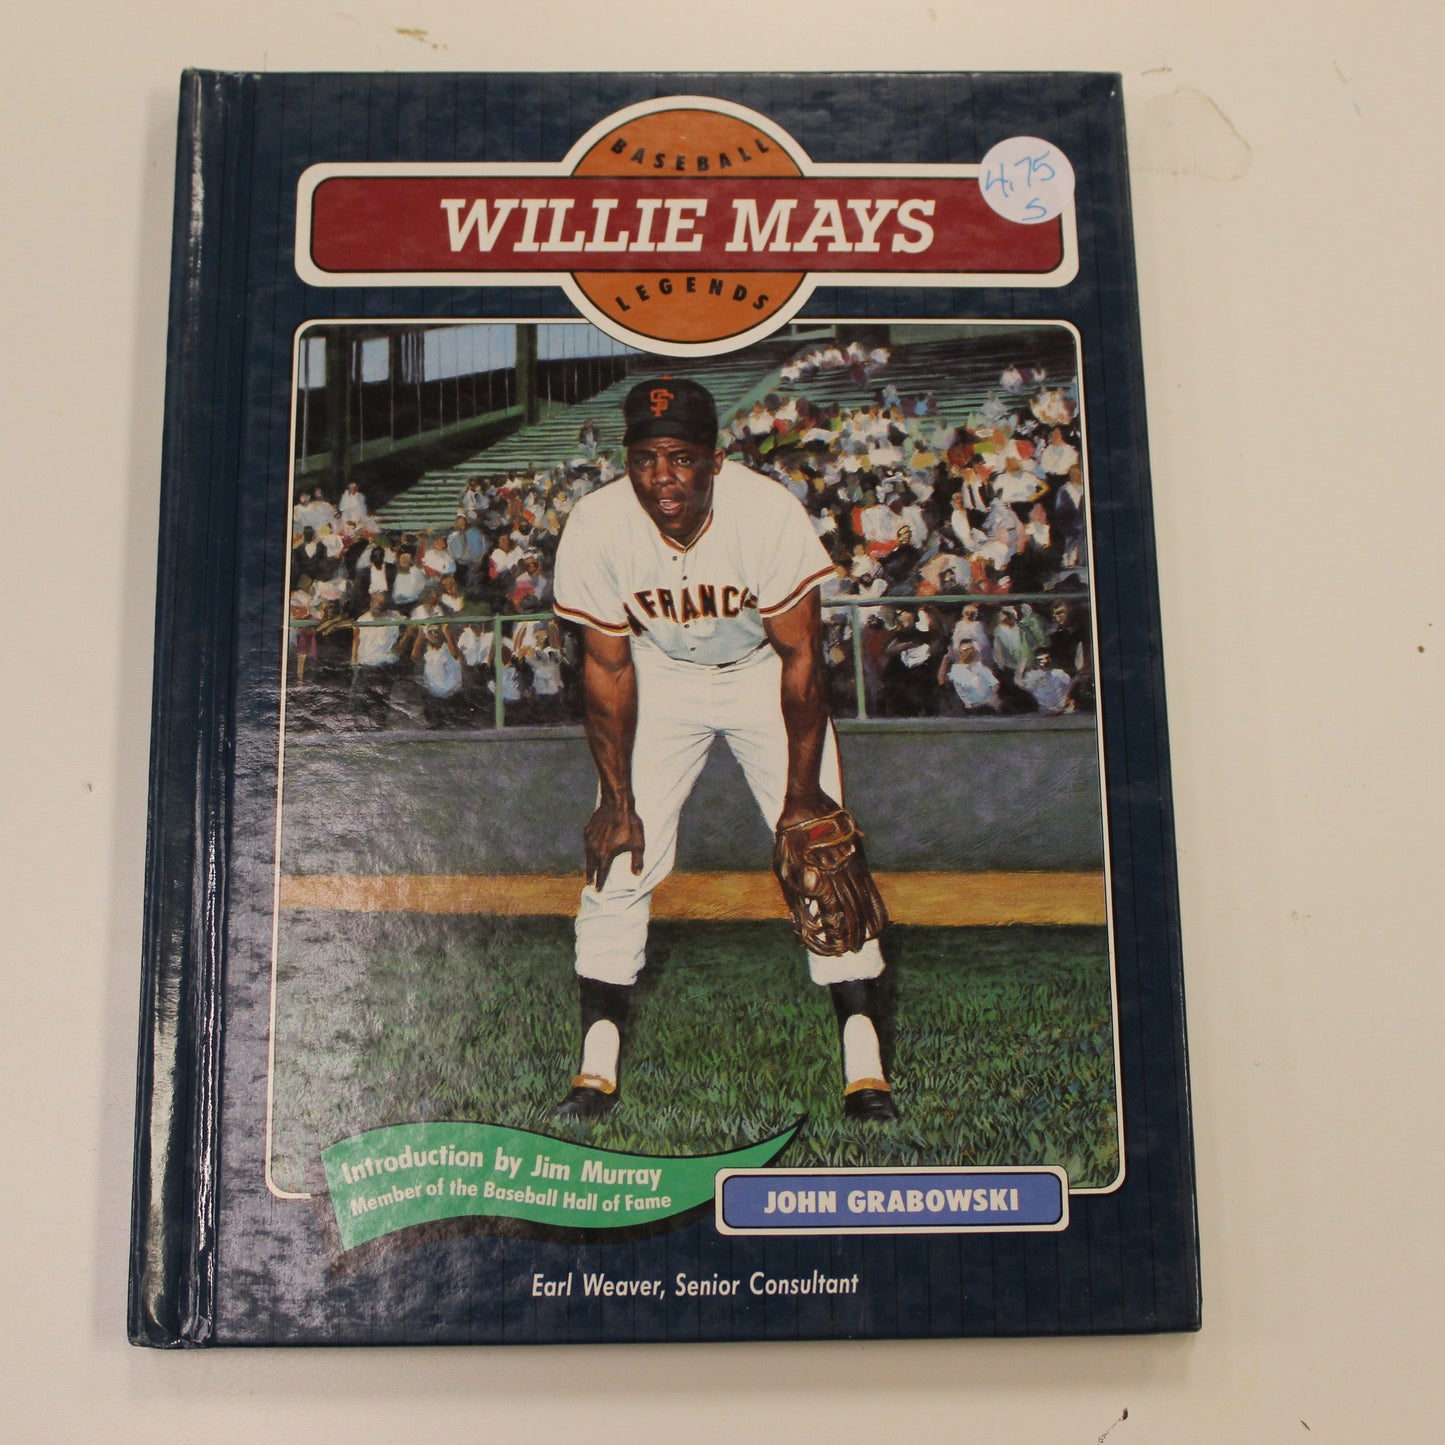 BASEBALL
WILLIE MAYS
4.75
S
LEGENDS
SF
FRANC
Introduction by Jim Murray
Member of the Baseball Hall of Fame
JOHN GRABOWSKI
Earl Weaver, Senior Consultant